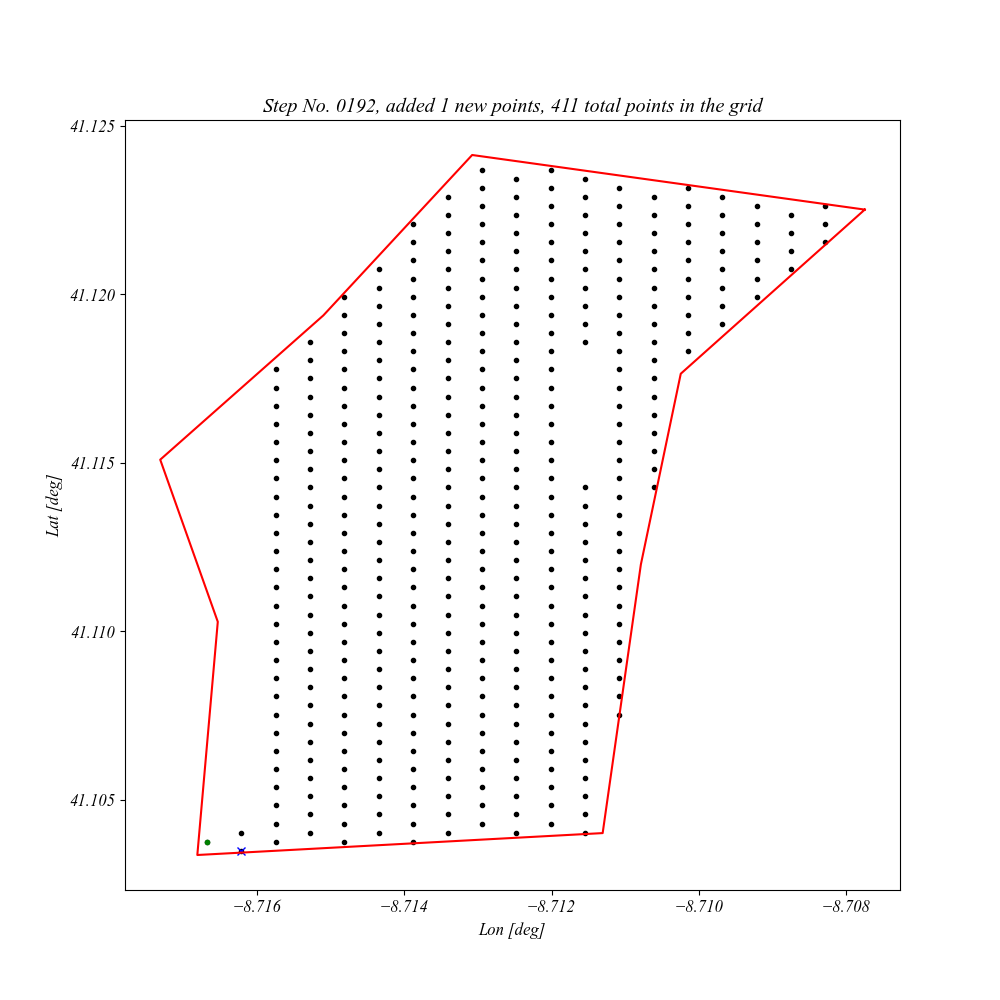 Step No. 0192, added 1 new points, 411 total points in the grid
41.125
41.120
41.115
41.110
41.105
Lat [deg]
−8.716 −8.714 −8.712 −8.710 −8.708
Lon [deg]